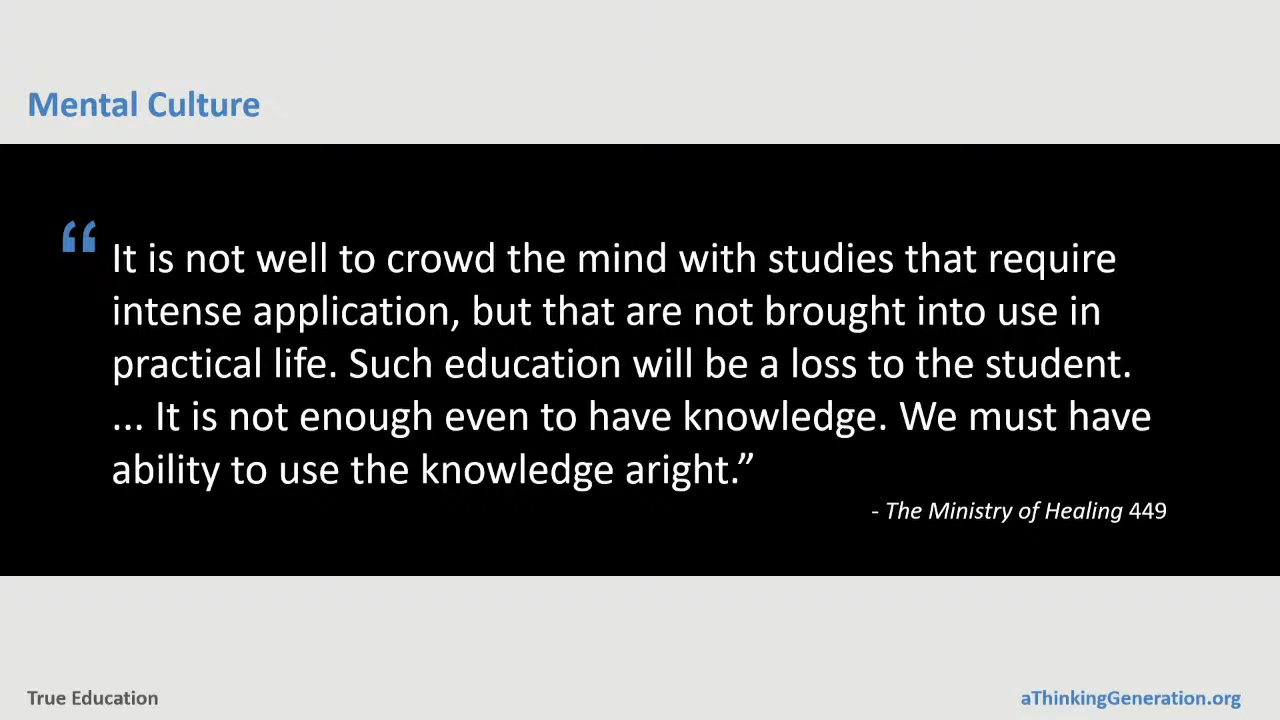 Mental Culture
“ It is not well to crowd the mind with studies that require
intense application, but that are not brought into use in
practical life. Such education will be a loss to the student.
... It is not enough even to have knowledge. We must have
ability to use the knowledge aright.”
- The Ministry of Healing 449
True Education
aThinkingGeneration.org